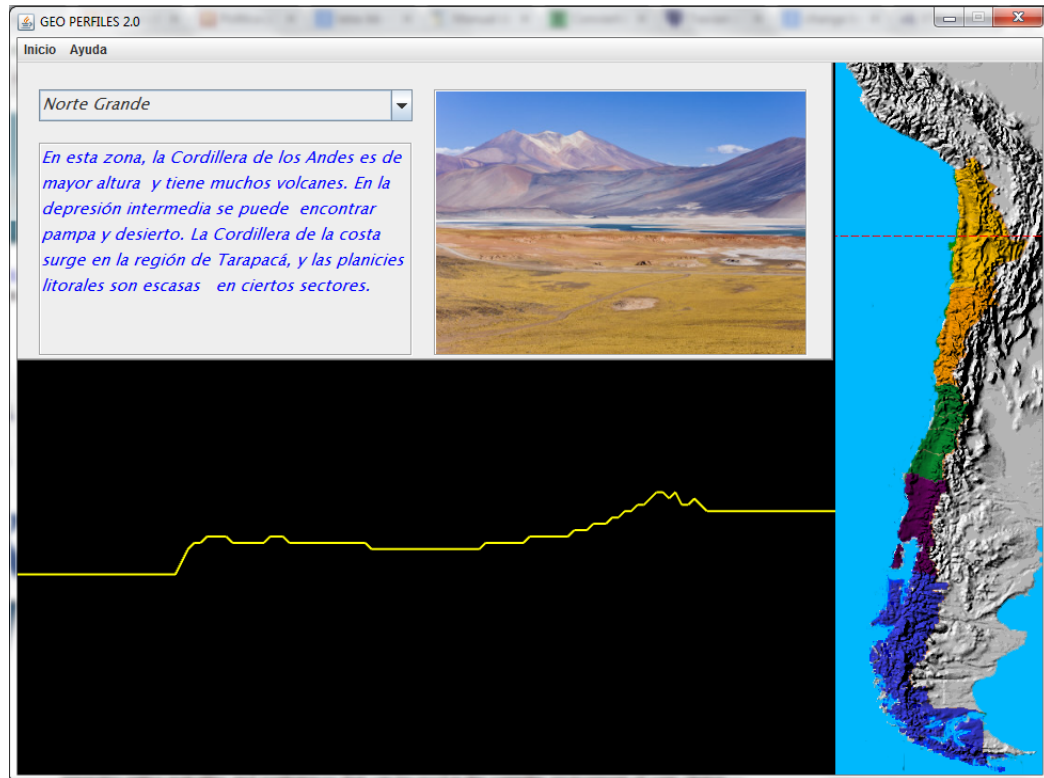 GEO PERFILES 2.0
Inicio Ayuda
Norte Grande
En esta zona, la Cordillera de los Andes es de
mayor altura y tiene muchos volcanes. En la
depresión intermedia se puede encontrar
pampa y desierto. La Cordillera de la costa
surge en la región de Tarapacá, y las planicies
litorales son escasas en ciertos sectores.